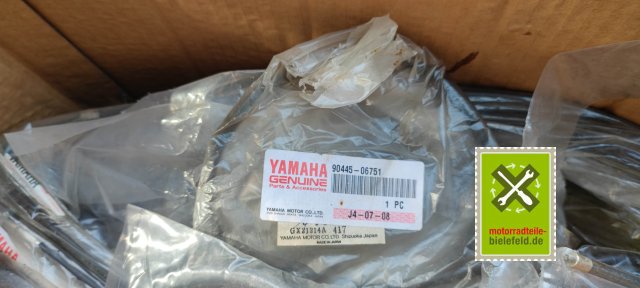 YAMAHA
GENUINE
Parts & Accessories
90445-06751
1 PC
YAMAHA MOTOR CO.,LTD.
J4-07-08
GX21214A 417
YAMAHA MOTOR CO.LTD. Shizuoka Japan
MADE IN JAPAN
motorradteile-
bielefeld.de